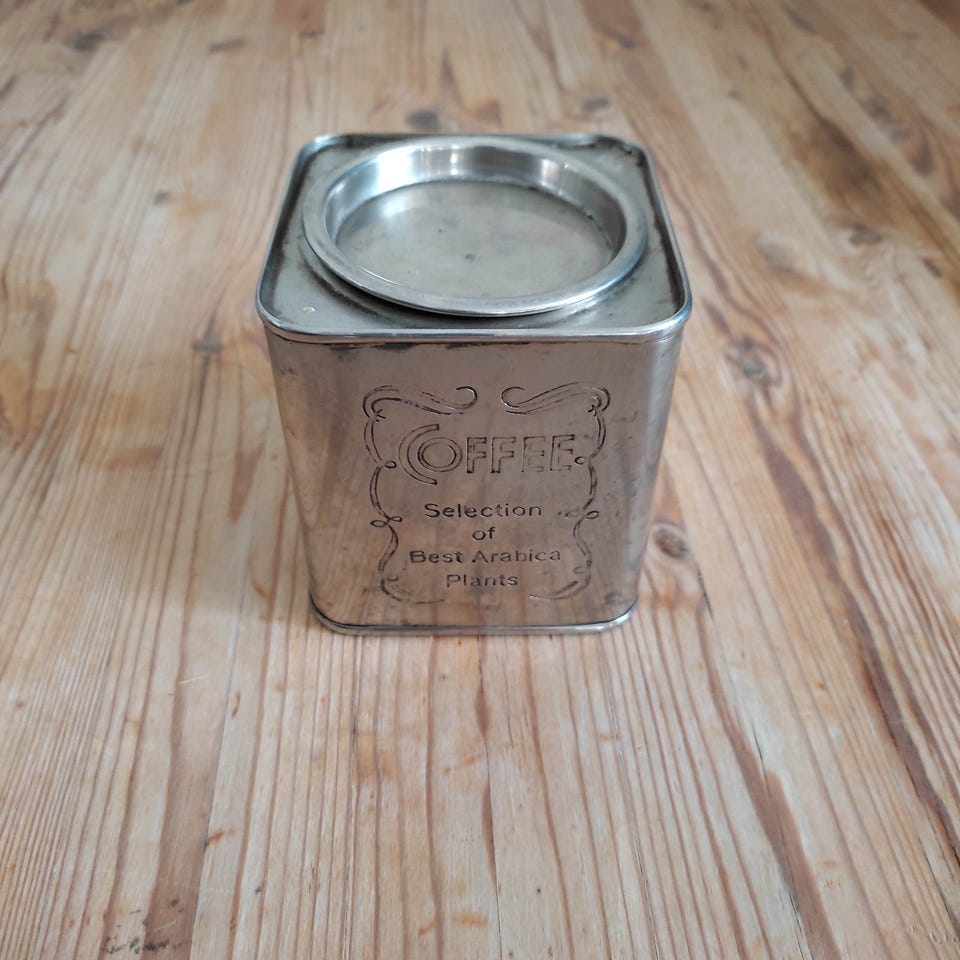 COFFEE
Selection
of
Best Arabica
Plants